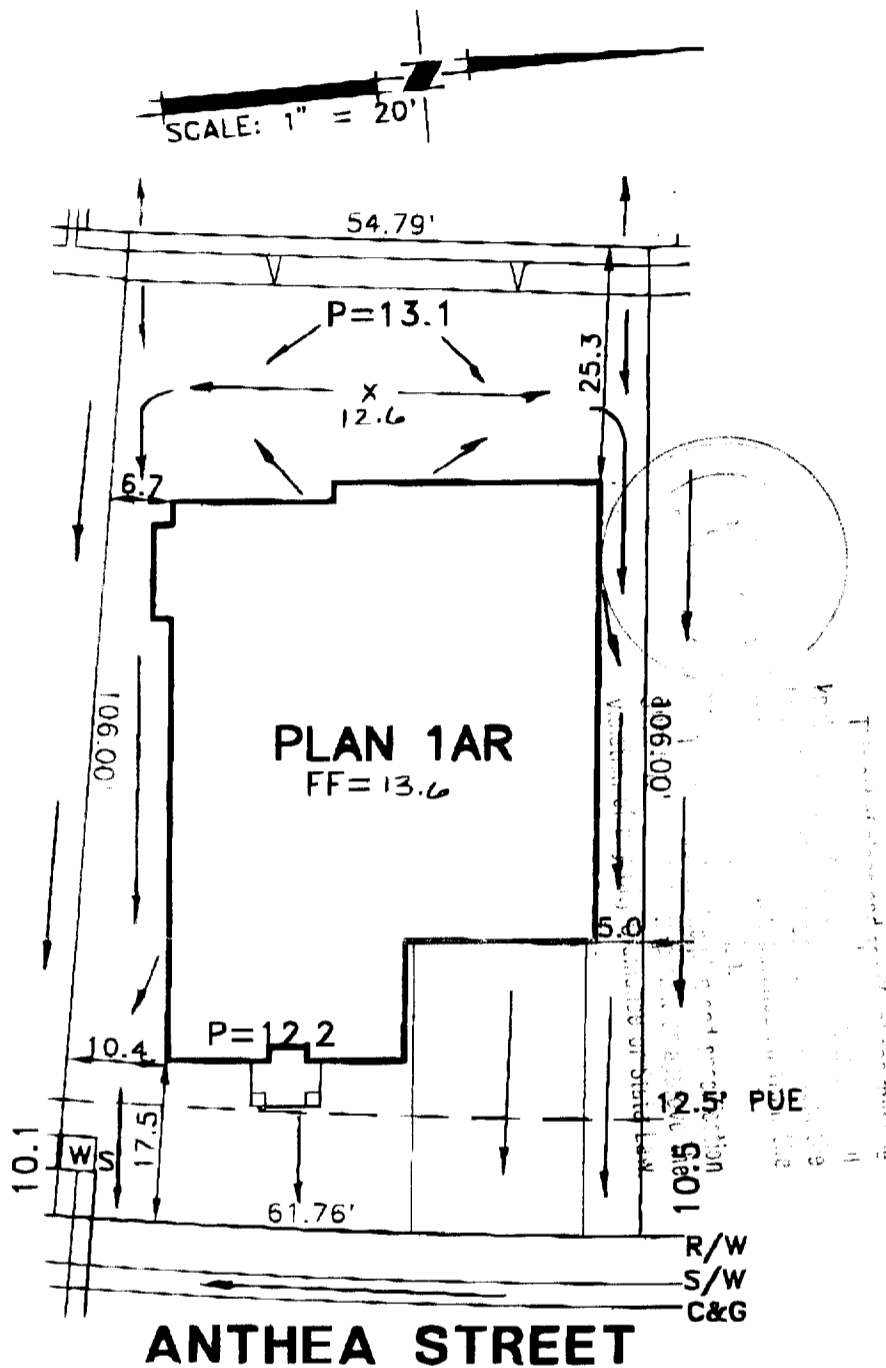 SCALE: 1" = 20'
54.79'
P=13.1
25.3
X
12.6
6.7
106.00'
PLAN 1AR
FF=13.6
106.00'
5.0
P=12.2
10.4
12.5' PUE
17.5
10.1
W S
10.5
61.76'
R/W
S/W
C&G
ANTHEA STREET